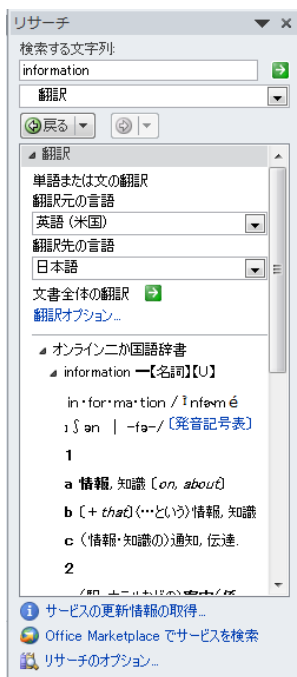 リサーチ
検索する文字列:
information
翻訳
戻る
翻訳
単語または文の翻訳
翻訳元の言語
英語 (米国)
翻訳先の言語
日本語
文書全体の翻訳
翻訳オプション...
オンライン二か国語辞書
information ━【名詞】【U】
in・for・ma・tion
〔発音記号表〕
1
a 情報, 知識〔on, about〕
b〔+ that〕(…という)情報, 知識
c (情報・知識の)通知, 伝達.
2
サービスの更新情報の取得...
Office Marketplace でサービスを検索
リサーチのオプション...